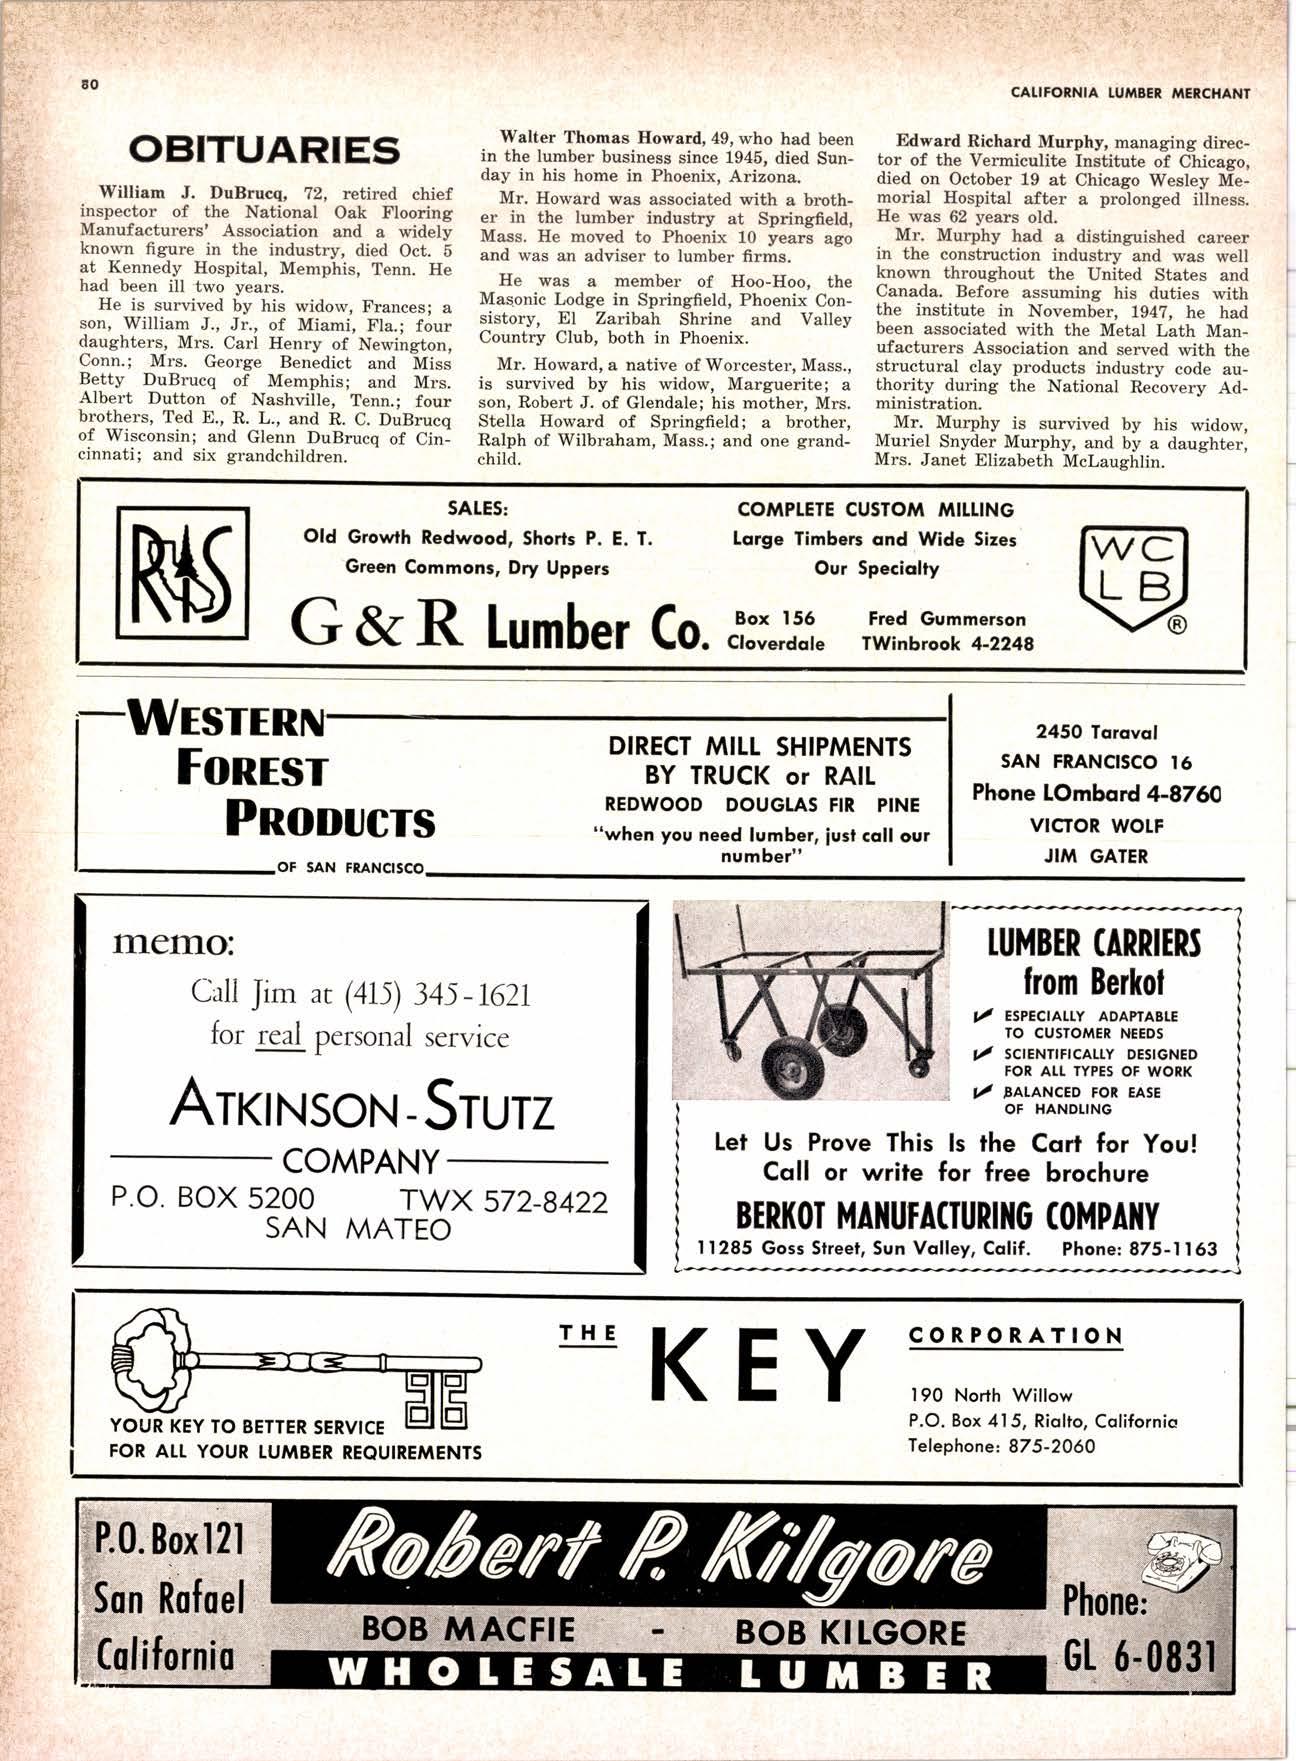 80
CALIFORNIA LUMBER MERCHANT
OBITUARIES
William J. DuBrucq, 72, retired chief
inspector of the National Oak Flooring
Manufacturers' Association and a widely
known figure in the industry, died Oct. 5
at Kennedy Hospital, Memphis, Tenn. He
had been ill two years.
He is survived by his widow, Frances; a
son, William J., Jr., of Miami, Fla.; four
daughters, Mrs. Carl Henry of Newington,
Conn.; Mrs. George Benedict and Miss
Betty DuBrucq of Memphis; and Mrs.
Albert Dutton of Nashville, Tenn.; four
brothers, Ted E., R. L., and R. C. DuBrucq
of Wisconsin; and Glenn DuBrucq of Cin-
cinnati; and six grandchildren.
Walter Thomas Howard, 49, who had been
in the lumber business since 1945, died Sun-
day in his home in Phoenix, Arizona.
Mr. Howard was associated with a broth-
er in the lumber industry at Springfield,
Mass. He moved to Phoenix 10 years ago
and was an adviser to lumber firms.
He was a member of Hoo-Hoo, the
Masonic Lodge in Springfield, Phoenix Con-
sistory, El Zaribah Shrine and Valley
Country Club, both in Phoenix.
Mr. Howard, a native of Worcester, Mass.,
is survived by his widow, Marguerite; a
son, Robert J. of Glendale; his mother, Mrs.
Stella Howard of Springfield; a brother,
Ralph of Wilbraham, Mass.; and one grand-
child.
Edward Richard Murphy, managing direc-
tor of the Vermiculite Institute of Chicago,
died on October 19 at Chicago Wesley Me-
morial Hospital after a prolonged illness.
He was 62 years old.
Mr. Murphy had a distinguished career
in the construction industry and was well
known throughout the United States and
Canada. Before assuming his duties with
the institute in November, 1947, he had
been associated with the Metal Lath Man-
ufacturers Association and served with the
structural clay products industry code au-
thority during the National Recovery Ad-
ministration.
Mr. Murphy is survived by his widow,
Muriel Snyder Murphy, and by a daughter,
Mrs. Janet Elizabeth McLaughlin.
RIS
SALES:
Old Growth Redwood, Shorts P. E. T.
Green Commons, Dry Uppers
COMPLETE CUSTOM MILLING
Large Timbers and Wide Sizes
Our Specialty
G & R Lumber Co.
Box 156
Cloverdale
Fred Gummerson
TWinbrook 4-2248
WC
LB
®
WESTERN
FOREST
PRODUCTS
OF SAN FRANCISCO
DIRECT MILL SHIPMENTS
BY TRUCK or RAIL
REDWOOD DOUGLAS FIR PINE
"when you need lumber, just call our
number"
2450 Taraval
SAN FRANCISCO 16
Phone LOmbard 4-8760
VICTOR WOLF
JIM GATER
memo:
Call Jim at (415) 345-1621
for real personal service
ATKINSON-STUTZ
COMPANY
P.O. BOX 5200 TWX 572-8422
SAN MATEO
LUMBER CARRIERS
from Berkot
✔ ESPECIALLY ADAPTABLE
TO CUSTOMER NEEDS
✔ SCIENTIFICALLY DESIGNED
FOR ALL TYPES OF WORK
✔ BALANCED FOR EASE
OF HANDLING
Let Us Prove This Is the Cart for You!
Call or write for free brochure
BERKOT MANUFACTURING COMPANY
11285 Goss Street, Sun Valley, Calif. Phone: 875-1163
YOUR KEY TO BETTER SERVICE
FOR ALL YOUR LUMBER REQUIREMENTS
THE KEY CORPORATION
190 North Willow
P.O. Box 415, Rialto, California
Telephone: 875-2060
P.O. Box 121
San Rafael
California
Robert P. Kilgore
BOB MACFIE - BOB KILGORE
WHOLESALE LUMBER
Phone:
GL 6-0831